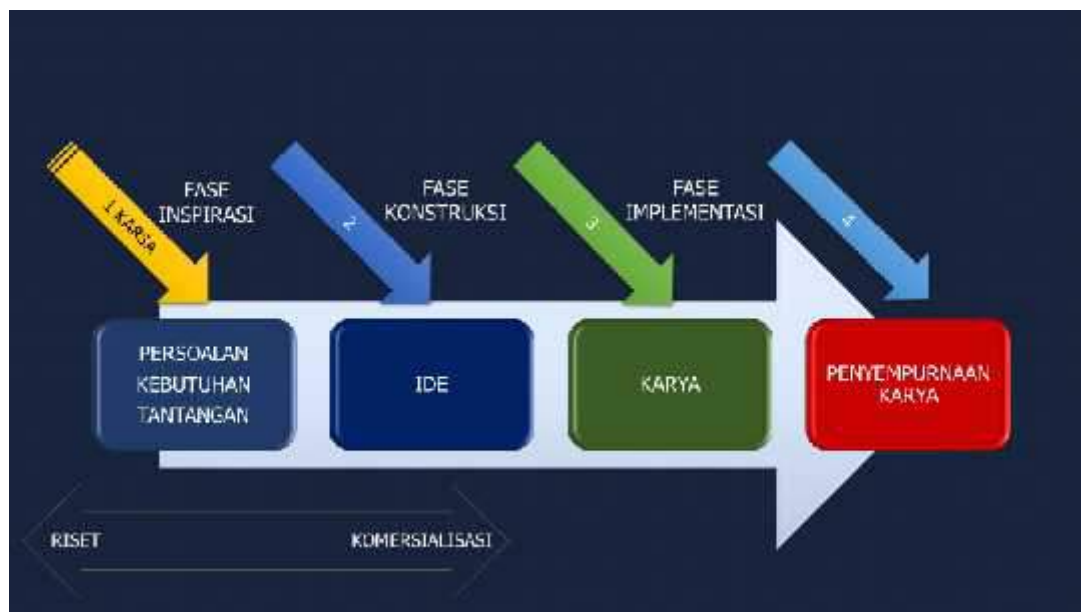 1 KARSA
FASE
INSPIRASI
2
FASE
KONSTRUKSI
3
FASE
IMPLEMENTASI
4
PERSOALAN
KEBUTUHAN
TANTANGAN
IDE
KARYA
PENYEMPURNAAN
KARYA
RISET
KOMERSIALISASI